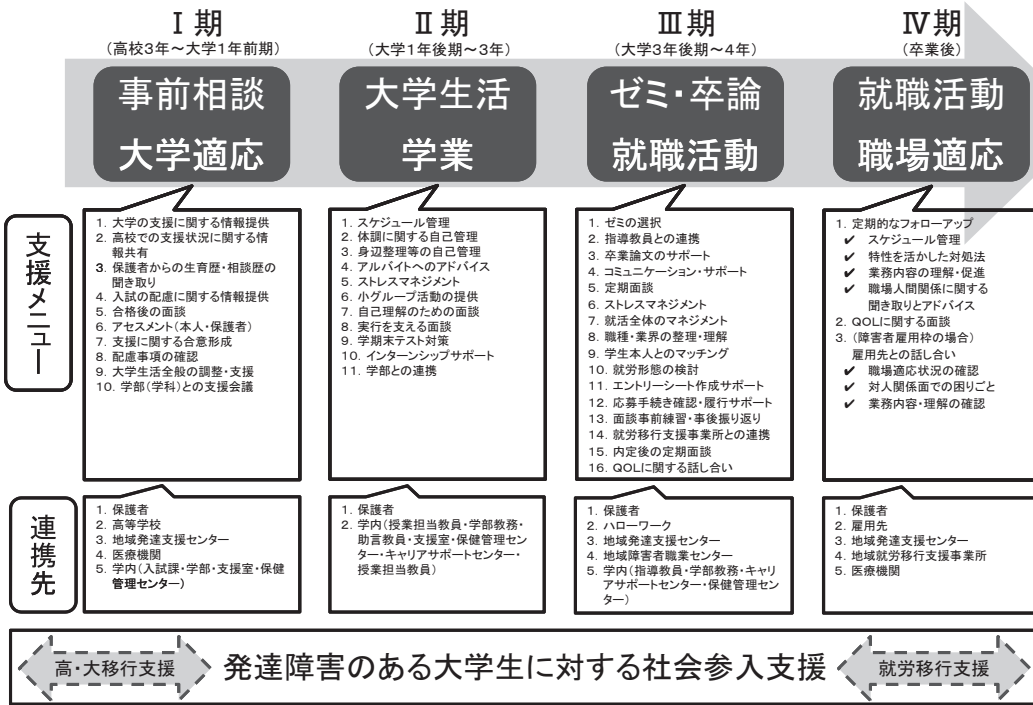 Ⅰ期
（高校3年～大学1年前期）
事前相談
大学適応
Ⅱ期
（大学1年後期～3年）
大学生活
学業
Ⅲ期
（大学3年後期～4年）
ゼミ・卒論
就職活動
Ⅳ期
（卒業後）
就職活動
職場適応
支援メニュー
1. 大学の支援に関する情報提供
2. 高校での支援状況に関する情
報共有
3. 保護者からの生育歴・相談歴の
聞き取り
4. 入試の配慮に関する情報提供
5. 合格後の面談
6. アセスメント（本人・保護者）
7. 支援に関する合意形成
8. 配慮事項の確認
9. 大学生活全般の調整・支援
10. 学部（学科）との支援会議
1. スケジュール管理
2. 体調に関する自己管理
3. 身辺整理等の自己管理
4. アルバイトへのアドバイス
5. ストレスマネジメント
6. 小グループ活動の提供
7. 自己理解のための面談
8. 実行を支える面談
9. 学期末テスト対策
10. インターンシップサポート
11. 学部との連携
1. ゼミの選択
2. 指導教員との連携
3. 卒業論文のサポート
4. コミュニケーション・サポート
5. 定期面談
6. ストレスマネジメント
7. 就活全体のマネジメント
8. 職種・業界の整理・理解
9. 学生本人とのマッチング
10. 就労形態の検討
11. エントリーシート作成サポート
12. 応募手続き確認・履行サポート
13. 面談事前練習・事後振り返り
14. 就労移行支援事業所との連携
15. 内定後の定期面談
16. QOLに関する話し合い
1. 定期的なフォローアップ
✔ スケジュール管理
✔ 特性を活かした対処法
✔ 業務内容の理解・促進
✔ 職場人間関係に関する
聞き取りとアドバイス
2. QOLに関する面談
3. （障害者雇用枠の場合）
雇用先との話し合い
✔ 職場適応状況の確認
✔ 対人関係面での困りごと
✔ 業務内容・理解の確認
連携先
1. 保護者
2. 高等学校
3. 地域発達支援センター
4. 医療機関
5. 学内（入試課・学部・支援室・保健
管理センター）
1. 保護者
2. 学内（授業担当教員・学部教務・
助言教員・支援室・保健管理セン
ター・キャリアサポートセンター・
授業担当教員）
1. 保護者
2. ハローワーク
3. 地域発達支援センター
4. 地域障害者職業センター
5. 学内（指導教員・学部教務・キャリ
アサポートセンター・保健管理セン
ター）
1. 保護者
2. 雇用先
3. 地域発達支援センター
4. 地域就労移行支援事業所
5. 医療機関
高・大移行支援
発達障害のある大学生に対する社会参入支援
就労移行支援